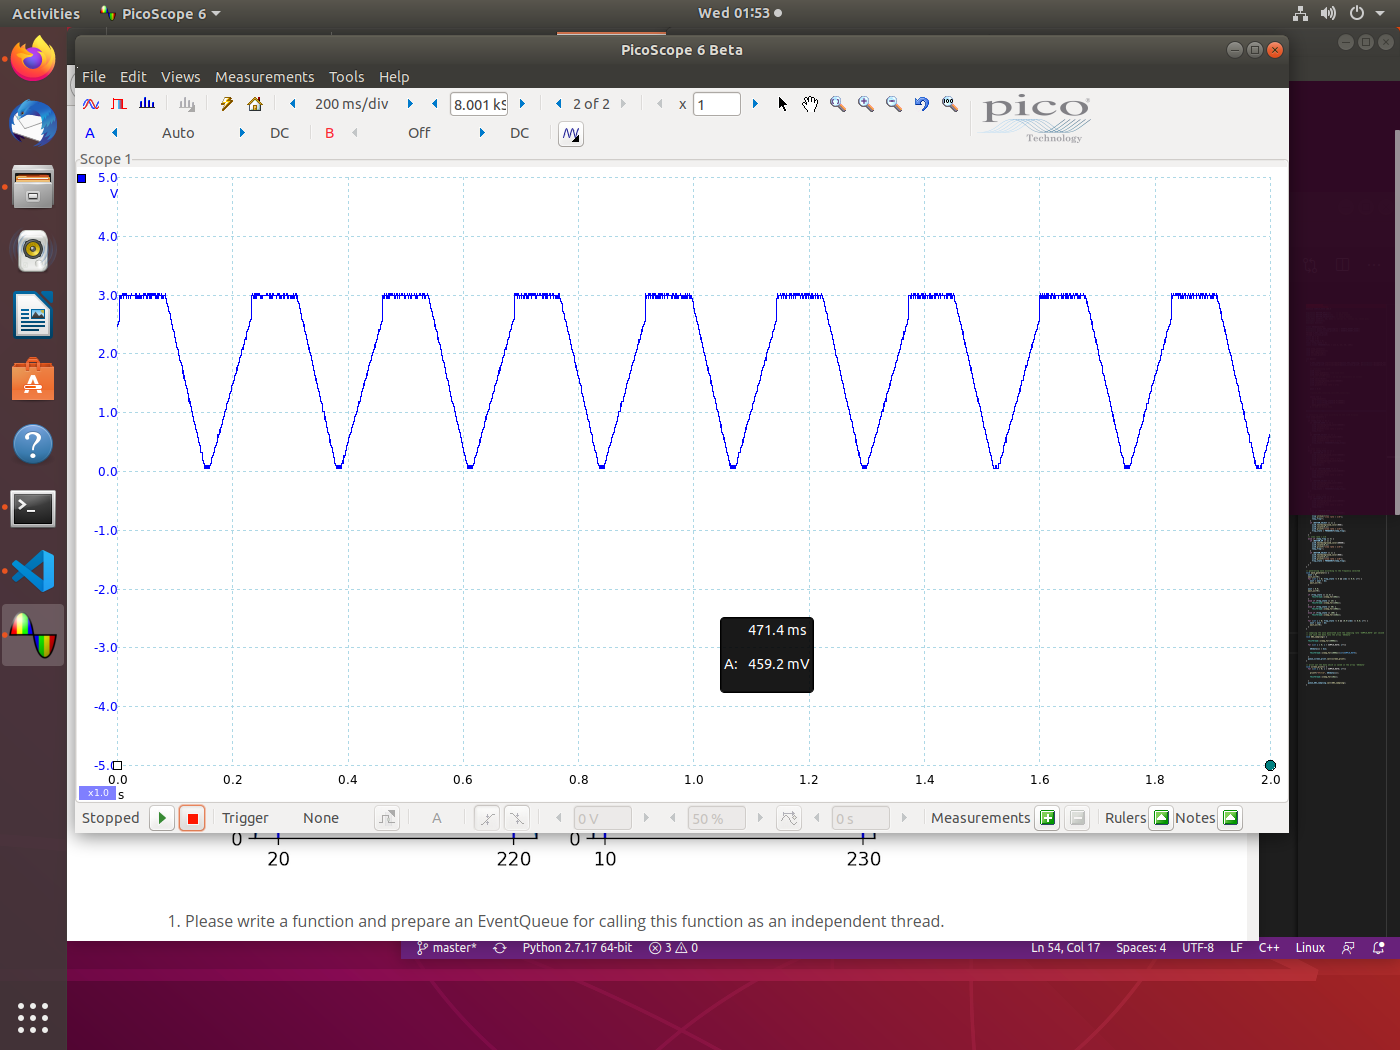 Activities PicoScope 6 Wed 01:53
PicoScope 6 Beta
File Edit Views Measurements Tools Help
200 ms/div 8.001 kS 2 of 2 x 1
pico
Technology
A Auto DC B Off DC
Scope 1
5.0
V
4.0
3.0
2.0
1.0
0.0
-1.0
-2.0
-3.0
-4.0
-5.0
471.4 ms
A: 459.2 mV
0.0 0.2 0.4 0.6 0.8 1.0 1.2 1.4 1.6 1.8 2.0
x1.0 s
Stopped Trigger None A 0 V 50 % 0 s Measurements Rulers Notes
0 0
20 220 10 230
1. Please write a function and prepare an EventQueue for calling this function as an independent thread.
master* Python 2.7.17 64-bit 3 0 Ln 54, Col 17 Spaces: 4 UTF-8 LF C++ Linux